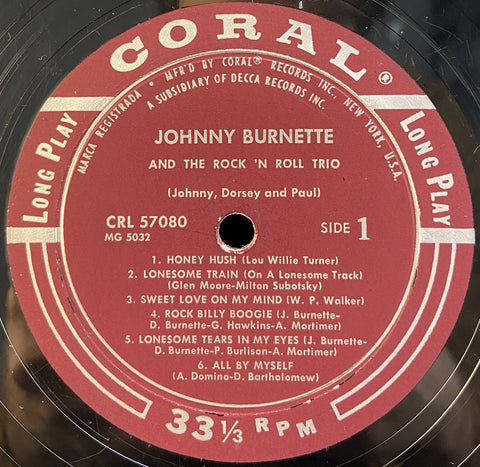 CORAL®
MARCA REGISTRADA • MFR'D BY CORAL® RECORDS INC., NEW YORK, U.S.A.
A SUBSIDIARY OF DECCA RECORDS INC.
LONG PLAY
LONG PLAY
JOHNNY BURNETTE
AND THE ROCK 'N ROLL TRIO
(Johnny, Dorsey and Paul)
CRL 57080
MG 5032
SIDE 1
1. HONEY HUSH (Lou Willie Turner)
2. LONESOME TRAIN (On A Lonesome Track)
(Glen Moore-Milton Subotsky)
3. SWEET LOVE ON MY MIND (W. P. Walker)
4. ROCK BILLY BOOGIE (J. Burnette-
D. Burnette-G. Hawkins-A. Mortimer)
5. LONESOME TEARS IN MY EYES (J. Burnette-
D. Burnette-P. Burlison-A. Mortimer)
6. ALL BY MYSELF
(A. Domino-D. Bartholomew)
33 1/3 RPM